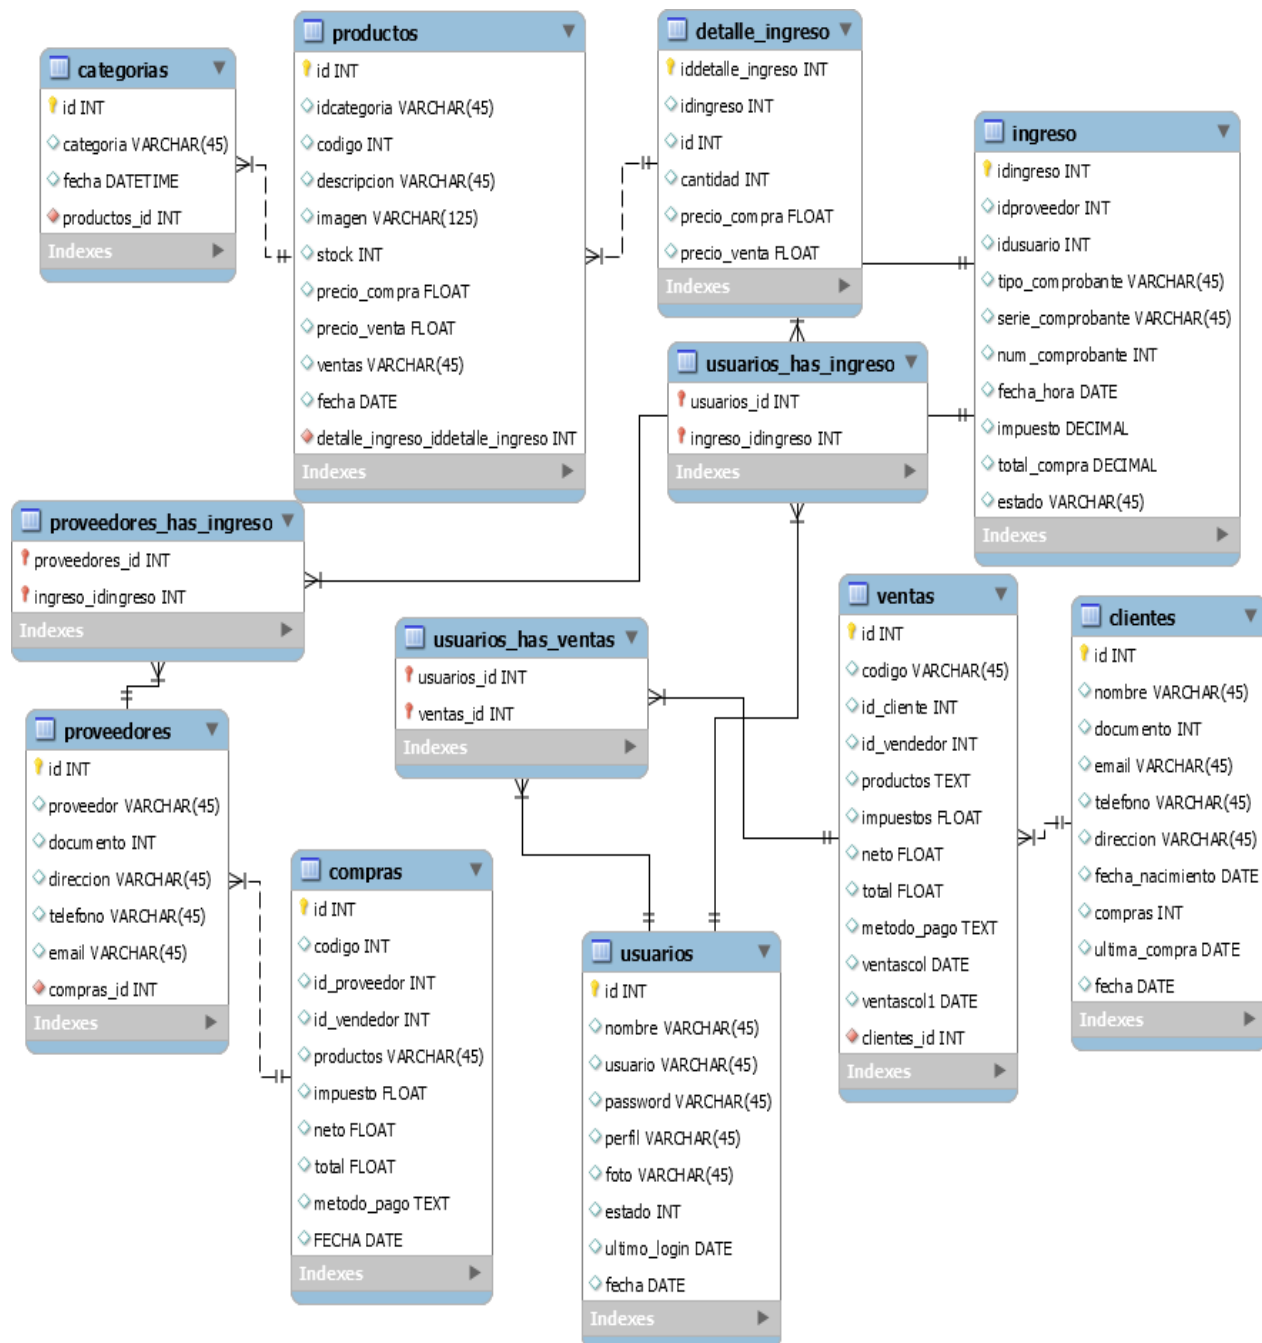 categorias
id INT
categoria VARCHAR(45)
fecha DATETIME
productos_id INT
Indexes
productos
id INT
idcategoria VARCHAR(45)
codigo INT
descripcion VARCHAR(45)
imagen VARCHAR(125)
stock INT
precio_compra FLOAT
precio_venta FLOAT
ventas VARCHAR(45)
fecha DATE
detalle_ingreso_iddetalle_ingreso INT
Indexes
detalle_ingreso
iddetalle_ingreso INT
idingreso INT
id INT
cantidad INT
precio_compra FLOAT
precio_venta FLOAT
Indexes
ingreso
idingreso INT
idproveedor INT
idusuario INT
tipo_comprobante VARCHAR(45)
serie_comprobante VARCHAR(45)
num_comprobante INT
fecha_hora DATE
impuesto DECIMAL
total_compra DECIMAL
estado VARCHAR(45)
Indexes
usuarios_has_ingreso
usuarios_id INT
ingreso_idingreso INT
Indexes
proveedores_has_ingreso
proveedores_id INT
ingreso_idingreso INT
Indexes
usuarios_has_ventas
usuarios_id INT
ventas_id INT
Indexes
ventas
id INT
codigo VARCHAR(45)
id_cliente INT
id_vendedor INT
productos TEXT
impuestos FLOAT
neto FLOAT
total FLOAT
metodo_pago TEXT
ventascol DATE
ventascol1 DATE
clientes_id INT
Indexes
clientes
id INT
nombre VARCHAR(45)
documento INT
email VARCHAR(45)
telefono VARCHAR(45)
direccion VARCHAR(45)
fecha_nacimiento DATE
compras INT
ultima_compra DATE
fecha DATE
Indexes
proveedores
id INT
proveedor VARCHAR(45)
documento INT
direccion VARCHAR(45)
telefono VARCHAR(45)
email VARCHAR(45)
compras_id INT
Indexes
compras
id INT
codigo INT
id_proveedor INT
id_vendedor INT
productos VARCHAR(45)
impuesto FLOAT
neto FLOAT
total FLOAT
metodo_pago TEXT
FECHA DATE
Indexes
usuarios
id INT
nombre VARCHAR(45)
usuario VARCHAR(45)
password VARCHAR(45)
perfil VARCHAR(45)
foto VARCHAR(45)
estado INT
ultimo_login DATE
fecha DATE
Indexes